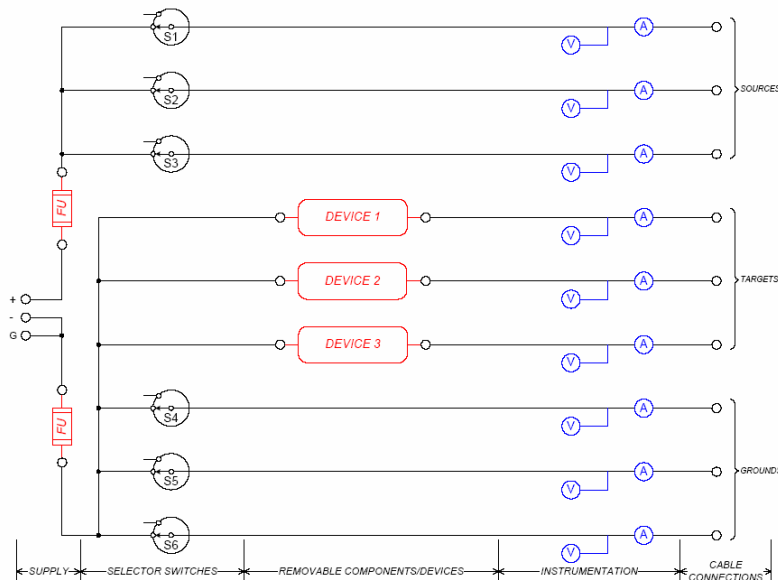 S1
V
A
S2
V
A
SOURCES
S3
V
A
FU
DEVICE 1
V
A
DEVICE 2
V
A
TARGETS
+
-
G
DEVICE 3
V
A
FU
S4
V
A
S5
V
A
GROUNDS
S6
V
A
SUPPLY
SELECTOR SWITCHES
REMOVABLE COMPONENTS/DEVICES
INSTRUMENTATION
CABLE
CONNECTIONS